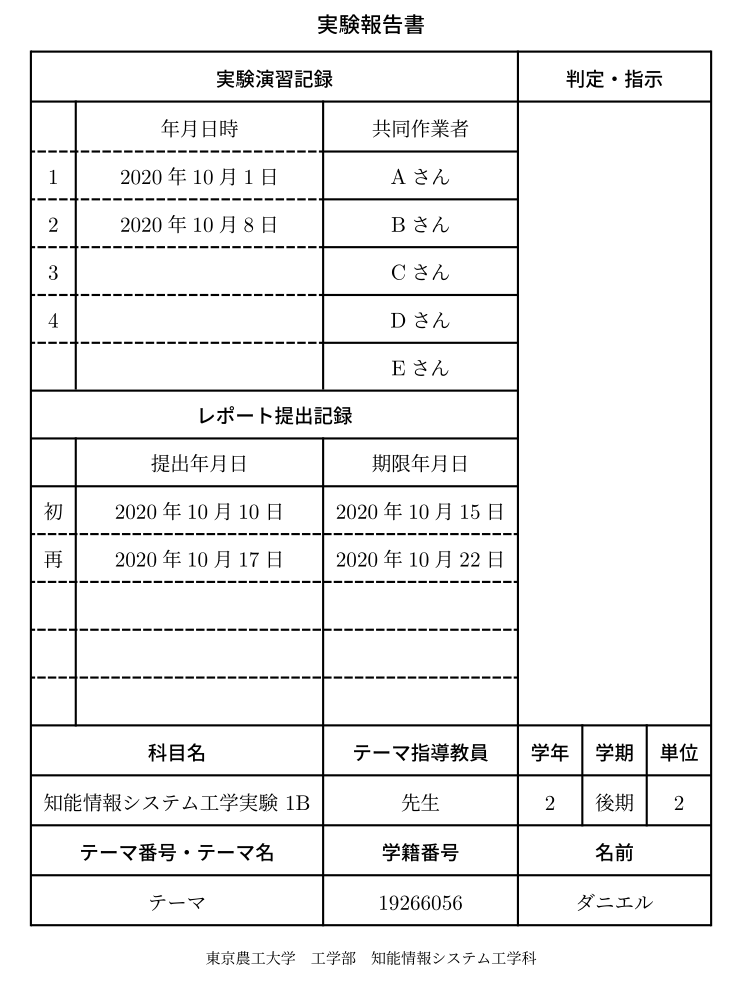 実験報告書
実験演習記録 判定・指示
年月日時 共同作業者
1 2020 年 10 月 1 日 A さん
2 2020 年 10 月 8 日 B さん
3 C さん
4 D さん
E さん
レポート提出記録
提出年月日 期限年月日
初 2020 年 10 月 10 日 2020 年 10 月 15 日
再 2020 年 10 月 17 日 2020 年 10 月 22 日
科目名 テーマ指導教員 学年 学期 単位
知能情報システム工学実験 1B 先生 2 後期 2
テーマ番号・テーマ名 学籍番号 名前
テーマ 19266056 ダニエル
東京農工大学　工学部　知能情報システム工学科